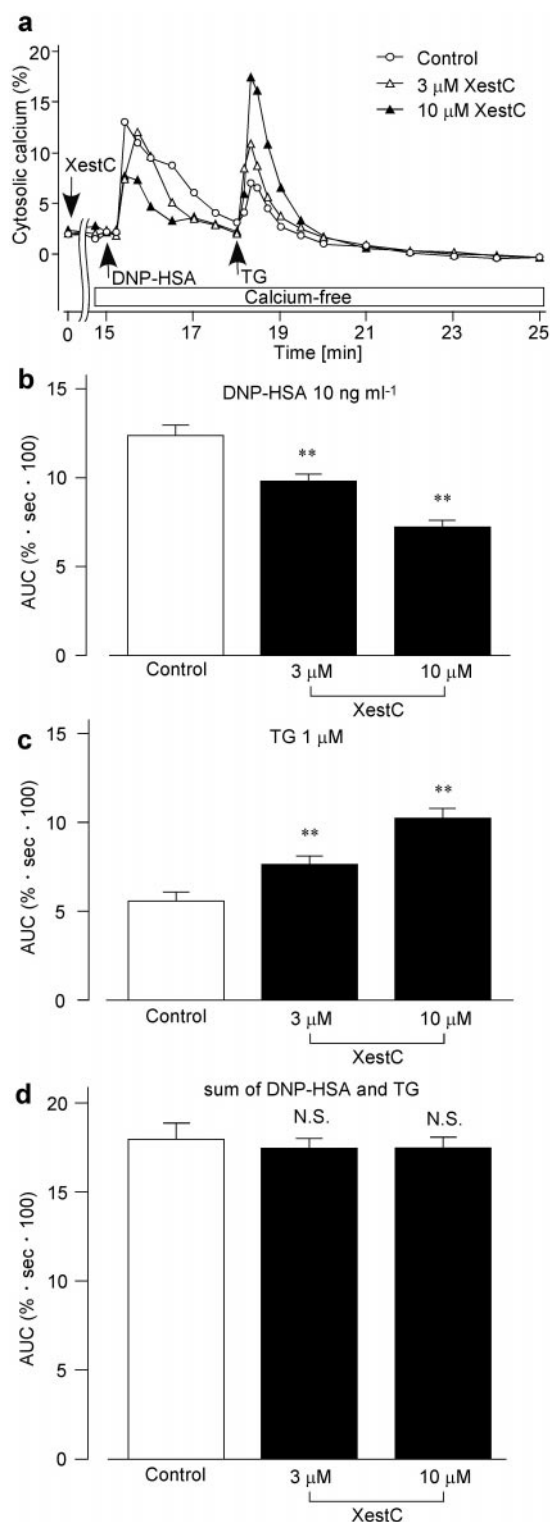 a
20
15
10
5
0
Cytosolic calcium (%)
Control
3 μM XestC
10 μM XestC
XestC
DNP-HSA
TG
Calcium-free
0 15 17 19 21 23 25
Time [min]
b
DNP-HSA 10 ng ml-1
15
10
5
0
AUC (% · sec · 100)
** **
Control 3 μM 10 μM
XestC
c
TG 1 μM
15
10
5
0
AUC (% · sec · 100)
** **
Control 3 μM 10 μM
XestC
d
sum of DNP-HSA and TG
20
15
10
5
0
AUC (% · sec · 100)
N.S. N.S.
Control 3 μM 10 μM
XestC